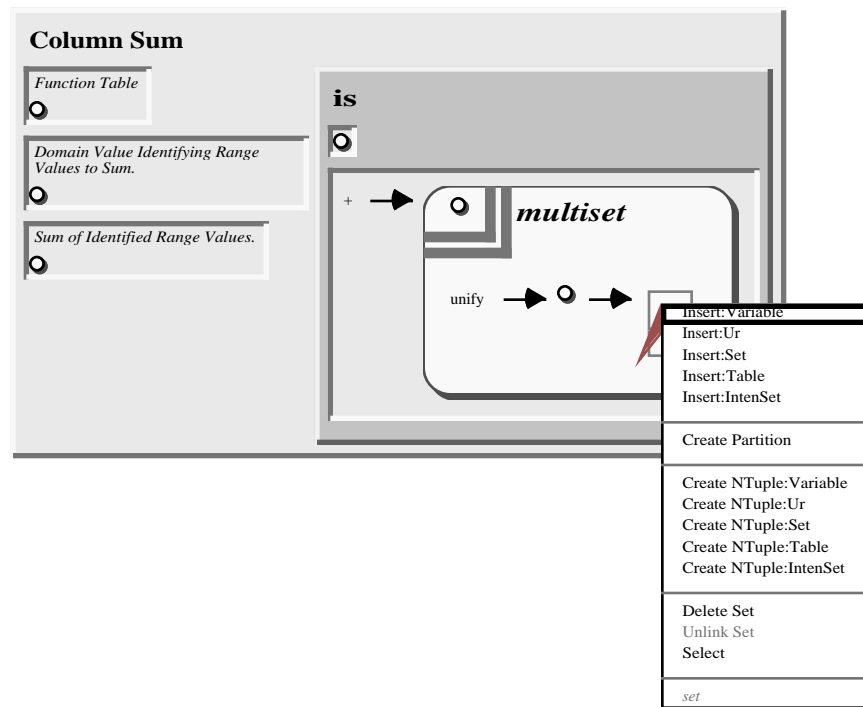 Column Sum
Function Table
Domain Value Identifying Range
Values to Sum.
Sum of Identified Range Values.
is
+
multiset
unify
Insert:Variable
Insert:Ur
Insert:Set
Insert:Table
Insert:IntenSet
Create Partition
Create NTuple:Variable
Create NTuple:Ur
Create NTuple:Set
Create NTuple:Table
Create NTuple:IntenSet
Delete Set
Unlink Set
Select
set